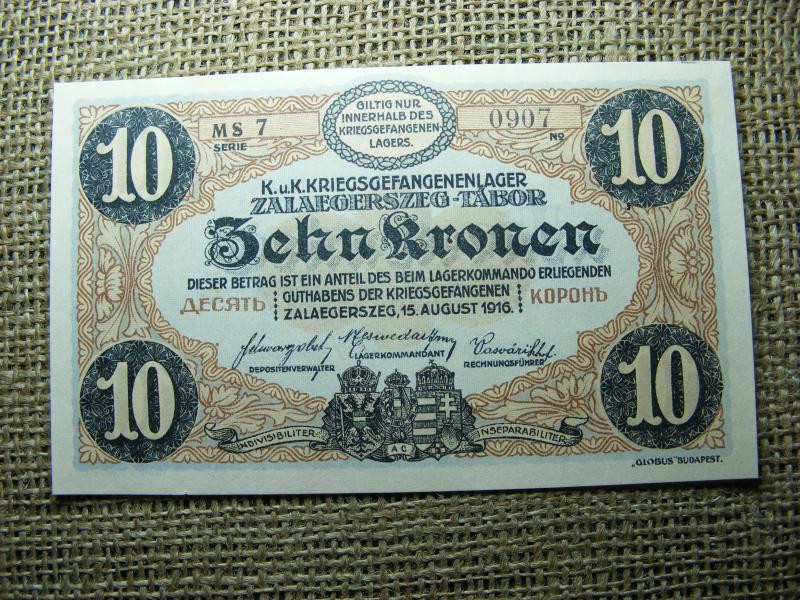 10
MS 7
SERIE
GILTIG NUR
INNERHALB DES
KRIEGSGEFANGENEN-
LAGERS.
0907
No
10
K.u.K. KRIEGSGEFANGENENLAGER
ZALAEGERSZEG-TÁBOR
Zehn Kronen
DIESER BETRAG IST EIN ANTEIL DES BEIM LAGERKOMMANDO ERLIEGENDEN
ДЕСЯТЬ GUTHABENS DER KRIEGSGEFANGENEN КОРОНЪ
ZALAEGERSZEG, 15. AUGUST 1916.
DEPOSITENVERWALTER
LAGERKOMMANDANT
RECHNUNGSFÜHRER
10
10
INDIVISIBILITER
AC
INSEPARABILITER
„GLOBUS" BUDAPEST.